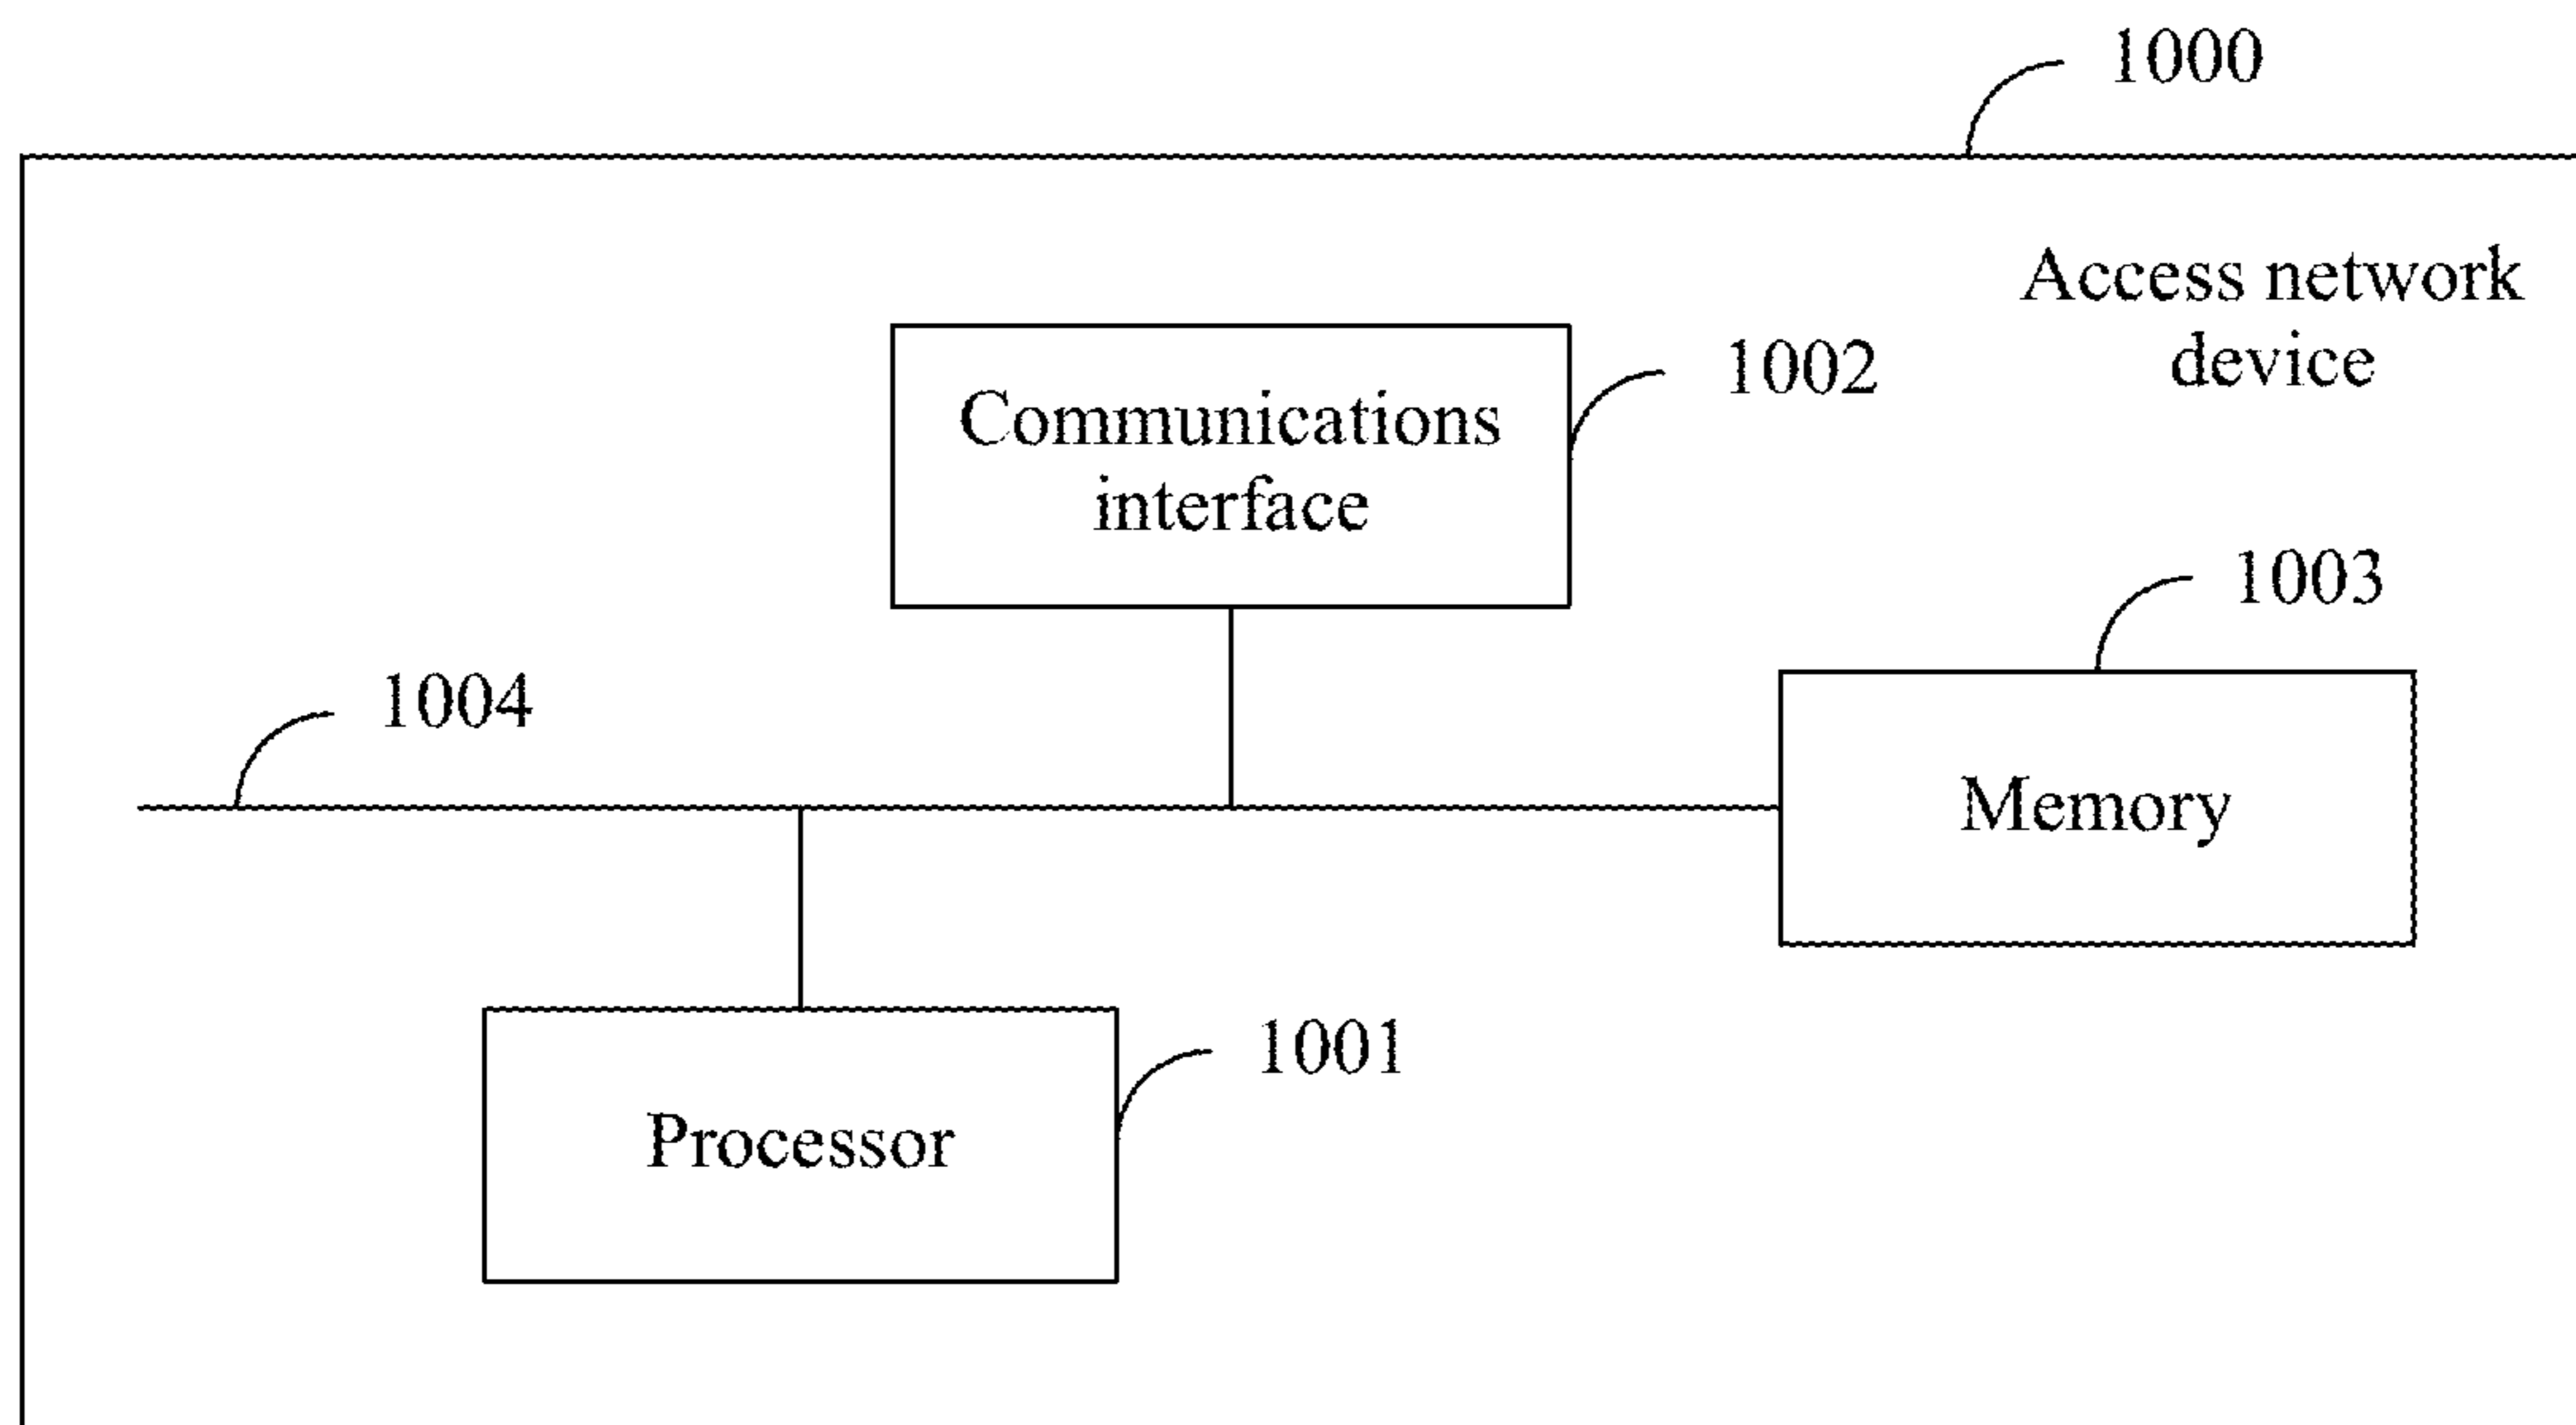 1000
Access network
device
Communications
interface
1002
1003
Memory
1004
Processor
1001